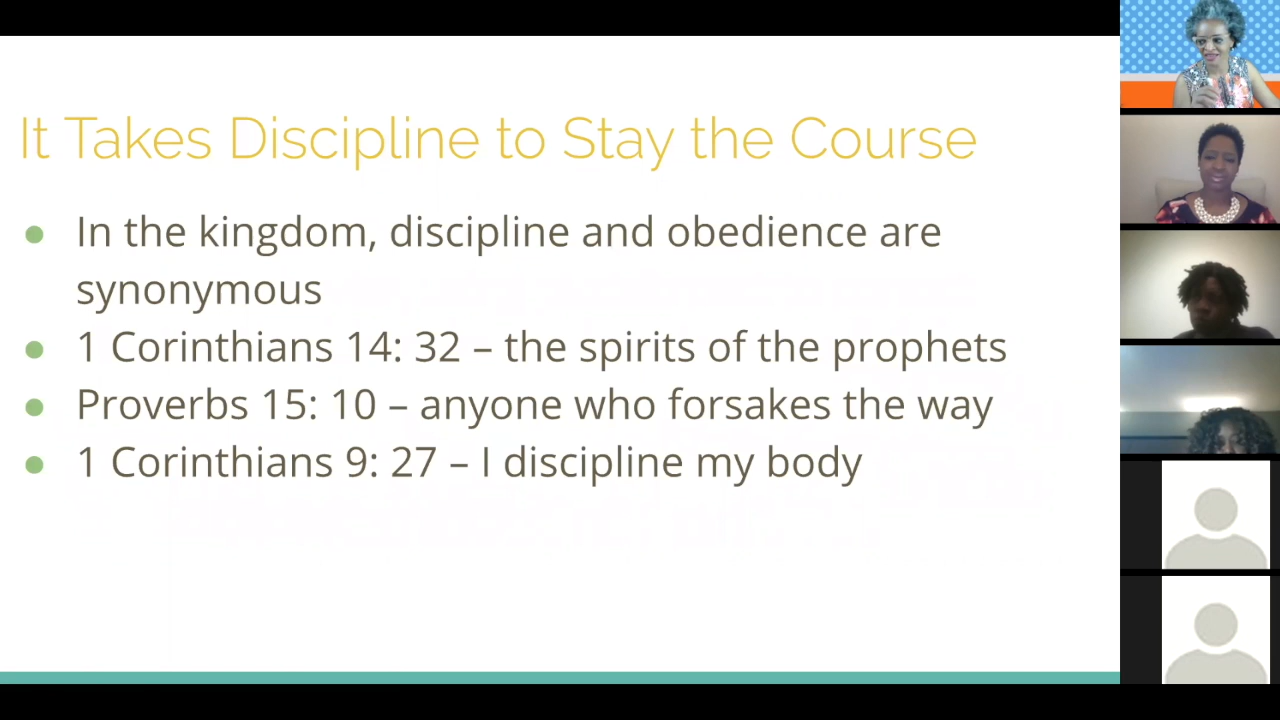 It Takes Discipline to Stay the Course
In the kingdom, discipline and obedience are
synonymous
1 Corinthians 14: 32 – the spirits of the prophets
Proverbs 15: 10 – anyone who forsakes the way
1 Corinthians 9: 27 – I discipline my body